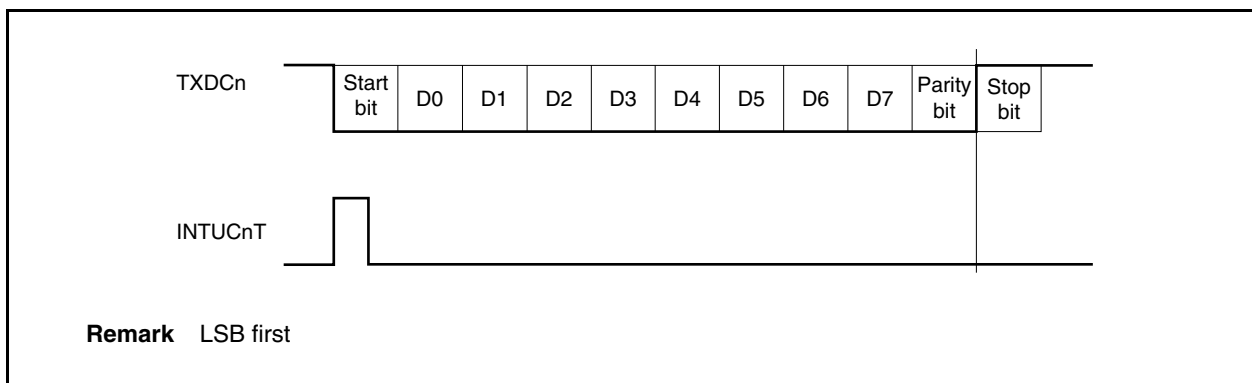 TXDCn
Start bit
D0
D1
D2
D3
D4
D5
D6
D7
Parity bit
Stop bit
INTUCnT
Remark LSB first